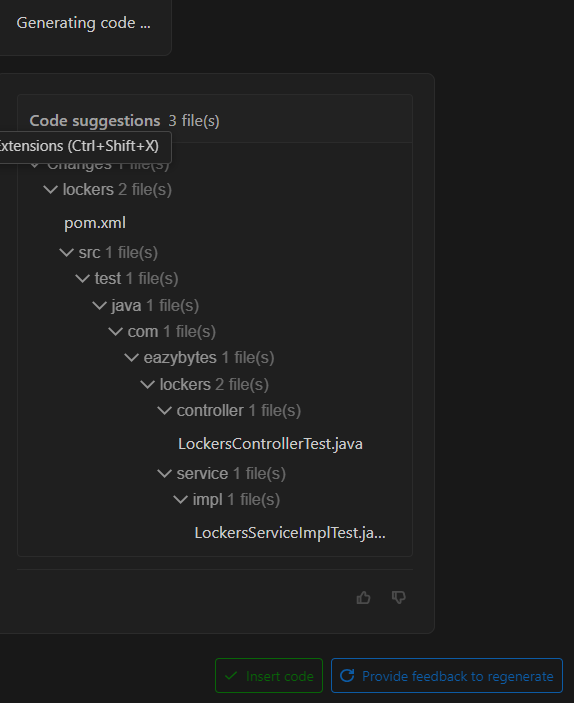 Generating code ...
Code suggestions 3 file(s)
Extensions (Ctrl+Shift+X)
Changes 1 file(s)
lockers 2 file(s)
pom.xml
src 1 file(s)
test 1 file(s)
java 1 file(s)
com 1 file(s)
eazybytes 1 file(s)
lockers 2 file(s)
controller 1 file(s)
LockersControllerTest.java
service 1 file(s)
impl 1 file(s)
LockersServiceImplTest.ja...
Insert code
Provide feedback to regenerate